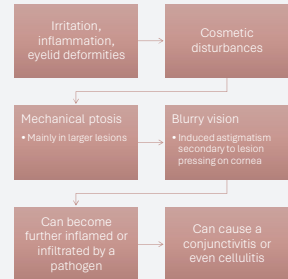 Irritation,
inflammation,
eyelid deformities
Cosmetic
disturbances
Mechanical ptosis
• Mainly in larger lesions
Blurry vision
• Induced astigmatism
secondary to lesion
pressing on cornea
Can become
further inflamed or
infiltrated by a
pathogen
Can cause a
conjunctivitis or
even cellulitis